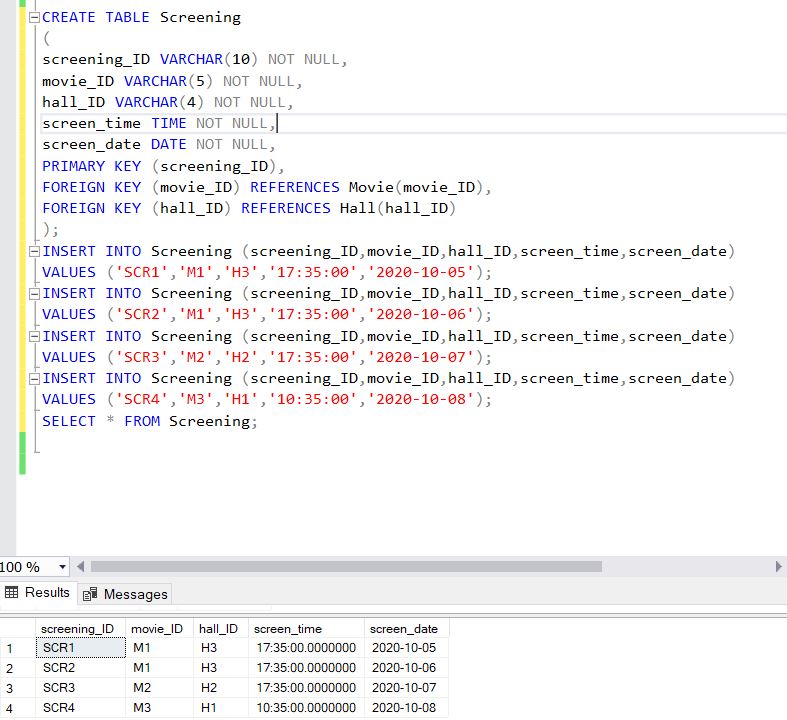 CREATE TABLE Screening
(
screening_ID VARCHAR(10) NOT NULL,
movie_ID VARCHAR(5) NOT NULL,
hall_ID VARCHAR(4) NOT NULL,
screen_time TIME NOT NULL,
screen_date DATE NOT NULL,
PRIMARY KEY (screening_ID),
FOREIGN KEY (movie_ID) REFERENCES Movie(movie_ID),
FOREIGN KEY (hall_ID) REFERENCES Hall(hall_ID)
);
INSERT INTO Screening (screening_ID,movie_ID,hall_ID,screen_time,screen_date)
VALUES ('SCR1','M1','H3','17:35:00','2020-10-05');
INSERT INTO Screening (screening_ID,movie_ID,hall_ID,screen_time,screen_date)
VALUES ('SCR2','M1','H3','17:35:00','2020-10-06');
INSERT INTO Screening (screening_ID,movie_ID,hall_ID,screen_time,screen_date)
VALUES ('SCR3','M2','H2','17:35:00','2020-10-07');
INSERT INTO Screening (screening_ID,movie_ID,hall_ID,screen_time,screen_date)
VALUES ('SCR4','M3','H1','10:35:00','2020-10-08');
SELECT * FROM Screening;
100 %
Results Messages
screening_ID movie_ID hall_ID screen_time screen_date
1 SCR1 M1 H3 17:35:00.0000000 2020-10-05
2 SCR2 M1 H3 17:35:00.0000000 2020-10-06
3 SCR3 M2 H2 17:35:00.0000000 2020-10-07
4 SCR4 M3 H1 10:35:00.0000000 2020-10-08